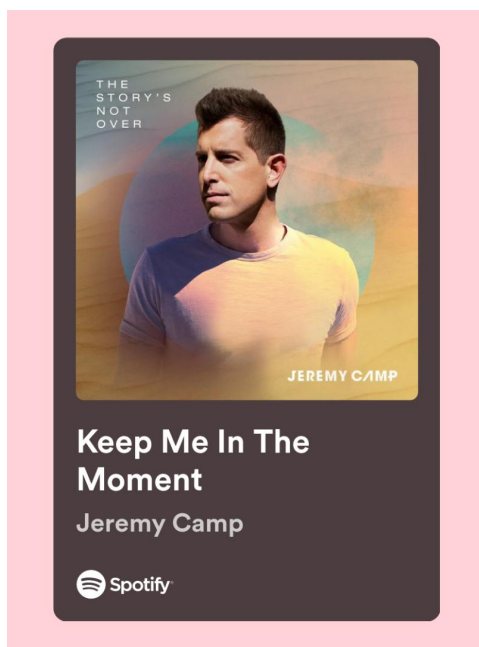 THE
STORY'S
NOT
OVER
JEREMY CAMP
Keep Me In The
Moment
Jeremy Camp
Spotify